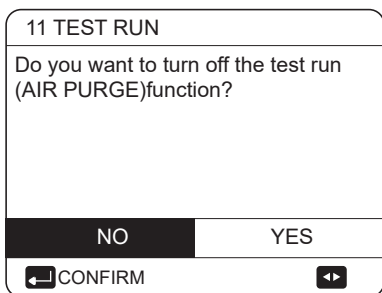 11 TEST RUN
Do you want to turn off the test run
(AIR PURGE)function?
NO YES
CONFIRM